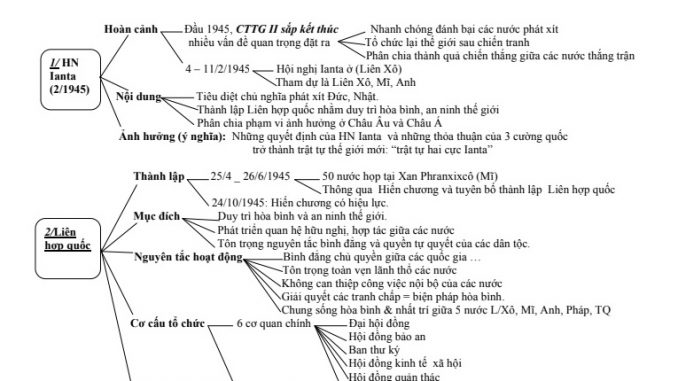 Hoàn cảnh
Đầu 1945, CTTG II sắp kết thúc
nhiều vấn đề quan trọng đặt ra
Nhanh chóng đánh bại các nước phát xít
Tổ chức lại thế giới sau chiến tranh
Phân chia thành quả chiến thắng giữa các nước thắng trận
1/ HN
Ianta
(2/1945)
4 – 11/2/1945
Hội nghị Ianta ở (Liên Xô)
Tham dự là Liên Xô, Mĩ, Anh
Nội dung
Tiêu diệt chủ nghĩa phát xít Đức, Nhật.
Thành lập Liên hợp quốc nhằm duy trì hòa bình, an ninh thế giới
Phân chia phạm vi ảnh hưởng ở Châu Âu và Châu Á
Ảnh hưởng (ý nghĩa): Những quyết định của HN Ianta và những thỏa thuận của 3 cường quốc
trở thành trật tự thế giới mới: “trật tự hai cực Ianta”
Thành lập
25/4 _ 26/6/1945
50 nước họp tại Xan Phranxixcô (Mĩ)
Thông qua Hiến chương và tuyên bố thành lập Liên hợp quốc
24/10/1945: Hiến chương có hiệu lực.
2/Liên
hợp quốc
Mục đích
Duy trì hòa bình và an ninh thế giới.
Phát triển quan hệ hữu nghị, hợp tác giữa các nước
Tôn trọng nguyên tắc bình đẳng và quyền tự quyết của các dân tộc.
Nguyên tắc hoạt động
Bình đẳng chủ quyền giữa các quốc gia …
Tôn trọng toàn vẹn lãnh thổ các nước
Không can thiệp công việc nội bộ của các nước
Giải quyết các tranh chấp = biện pháp hòa bình.
Chung sống hòa bình & nhất trí giữa 5 nước L/Xô, Mĩ, Anh, Pháp, TQ
Cơ cấu tổ chức
6 cơ quan chính
Đại hội đồng
Hội đồng bảo an
Ban thư ký
Hội đồng kinh tế xã hội
Hội đồng quản thác